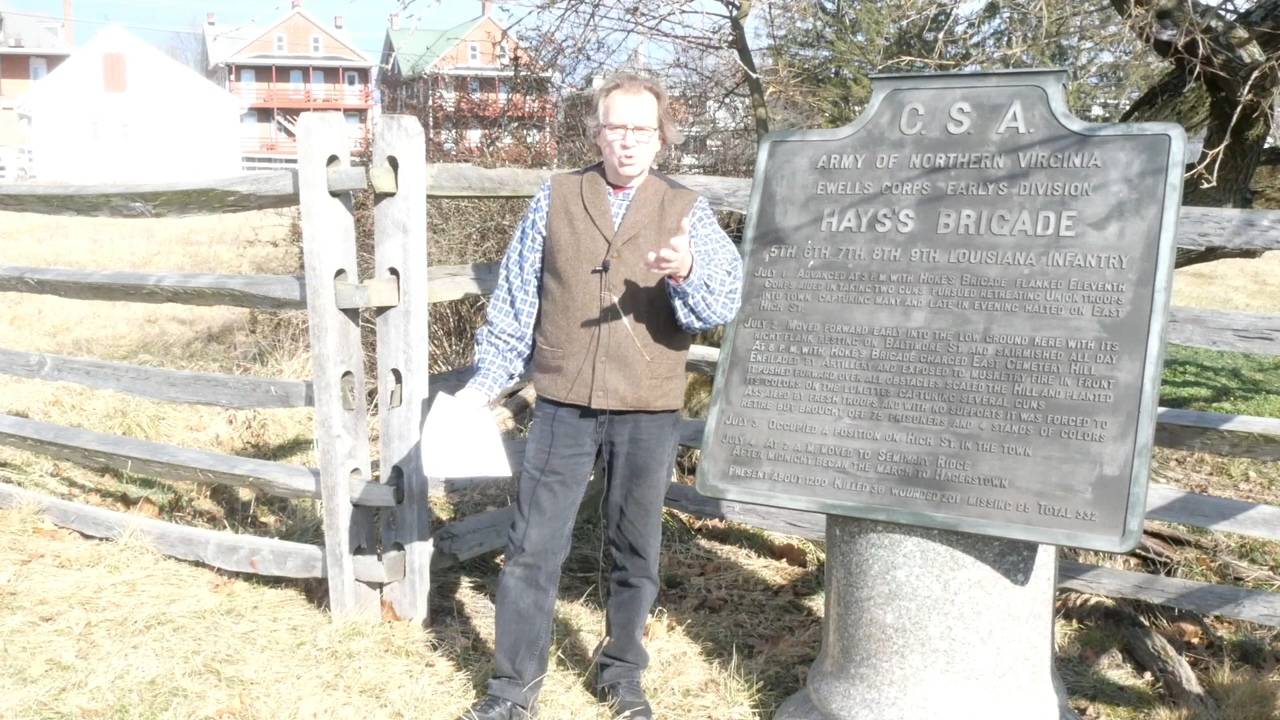 C. S. A.
ARMY OF NORTHERN VIRGINIA
EWELL'S CORPS EARLY'S DIVISION
HAYS'S BRIGADE
5TH 6TH 7TH 8TH 9TH LOUISIANA INFANTRY
JULY 1 ADVANCED AT 3 P.M. WITH HOKE'S BRIGADE FLANKED ELEVENTH
CORPS AIDED IN TAKING TWO GUNS PURSUED RETREATING UNION TROOPS
INTO TOWN CAPTURING MANY AND LATE IN EVENING HALTED ON EAST
HIGH ST.
JULY 2 MOVED FORWARD EARLY INTO THE LOW GROUND HERE WITH ITS
RIGHT FLANK RESTING ON BALTIMORE ST. AND SKIRMISHED ALL DAY
AT 8 P.M. WITH HOKE'S BRIGADE CHARGED EAST CEMETERY HILL
ENFILADED BY ARTILLERY AND EXPOSED TO MUSKETRY FIRE IN FRONT
IT PUSHED FORWARD OVER ALL OBSTACLES SCALED THE HILL AND PLANTED
ITS COLORS ON THE LUNETTES CAPTURING SEVERAL GUNS
ASSAILED BY FRESH TROOPS AND WITH NO SUPPORTS IT WAS FORCED TO
RETIRE BUT BROUGHT OFF 75 PRISONERS AND 4 STANDS OF COLORS
JULY 3 OCCUPIED A POSITION ON HIGH ST. IN THE TOWN
JULY 4 AT 2 A.M. MOVED TO SEMINARY RIDGE
AFTER MIDNIGHT BEGAN THE MARCH TO HAGERSTOWN
PRESENT ABOUT 1200 KILLED 36 WOUNDED 201 MISSING 95 TOTAL 332